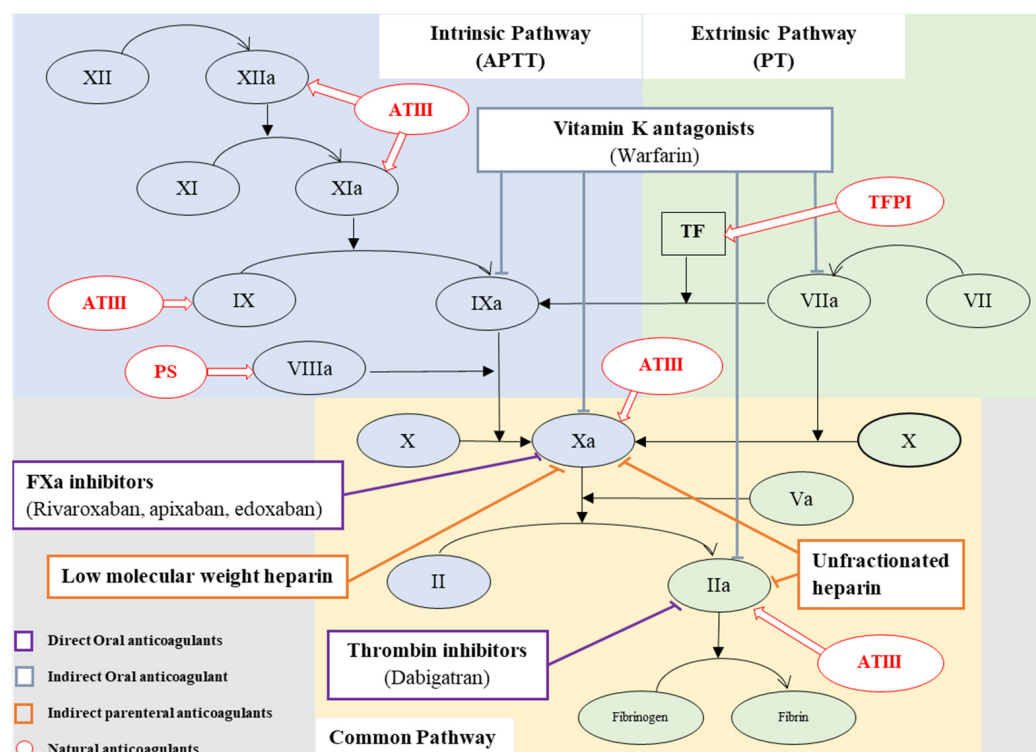 Intrinsic Pathway
(APTT)
Extrinsic Pathway
(PT)
XII
XIIa
ATIII
Vitamin K antagonists
(Warfarin)
XI
XIa
TFPI
TF
ATIII
IX
IXa
VIIa
VII
PS
VIIIa
ATIII
X
Xa
X
FXa inhibitors
(Rivaroxaban, apixaban, edoxaban)
Va
Low molecular weight heparin
II
IIa
Unfractionated
heparin
Direct Oral anticoagulants
Thrombin inhibitors
(Dabigatran)
ATIII
Indirect Oral anticoagulant
Indirect parenteral anticoagulants
Fibrinogen
Fibrin
Natural anticoagulants
Common Pathway